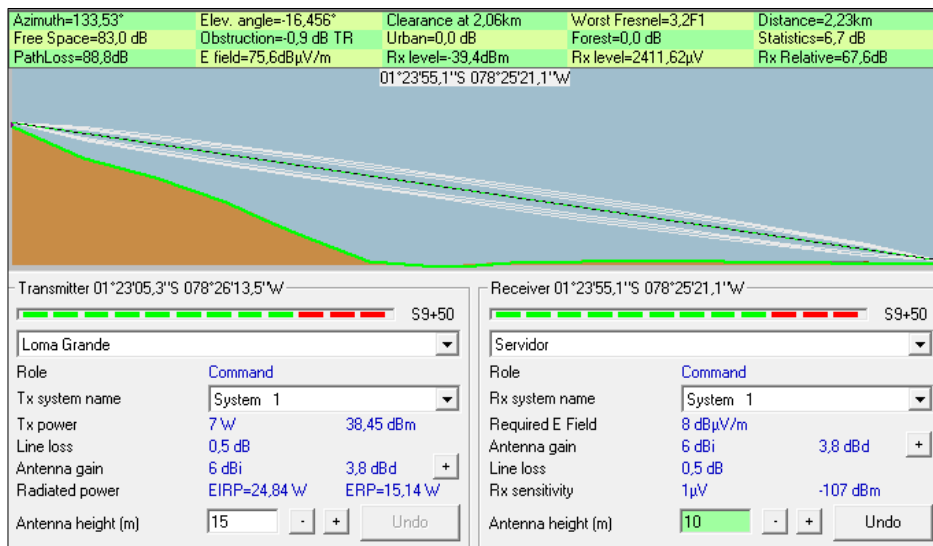 Azimuth=133,53° Elev. angle=-16,456° Clearance at 2,06km Worst Fresnel=3,2F1 Distance=2,23km
Free Space=83,0 dB Obstruction=-0,9 dB TR Urban=0,0 dB Forest=0,0 dB Statistics=6,7 dB
PathLoss=88,8dB E field=75,6dBµV/m Rx level=-39,4dBm Rx level=2411,62µV Rx Relative=67,6dB
01°23'55,1''S 078°25'21,1''W
Transmitter 01°23'05,3''S 078°26'13,5''W
S9+50
Loma Grande
Role Command
Tx system name System 1
Tx power 7 W 38,45 dBm
Line loss 0,5 dB
Antenna gain 6 dBi 3,8 dBd +
Radiated power EIRP=24,84 W ERP=15,14 W
Antenna height (m) 15 - + Undo
Receiver 01°23'55,1''S 078°25'21,1''W
S9+50
Servidor
Role Command
Rx system name System 1
Required E Field 8 dBµV/m
Antenna gain 6 dBi 3,8 dBd +
Line loss 0,5 dB
Rx sensitivity 1µV -107 dBm
Antenna height (m) 10 - + Undo